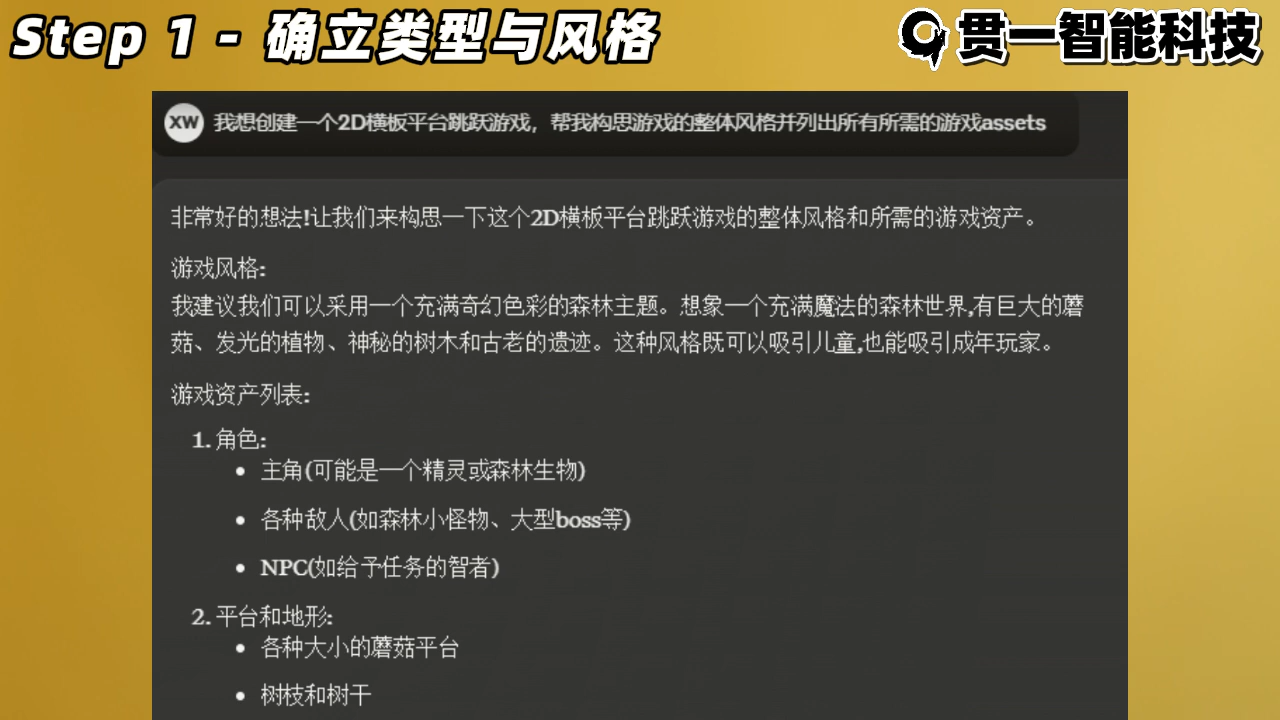 Step 1 - 确立类型与风格
贯一智能科技
XW 我想创建一个2D横板平台跳跃游戏，帮我构思游戏的整体风格并列出所有所需的游戏assets
非常好的想法!让我们来构思一下这个2D横板平台跳跃游戏的整体风格和所需的游戏资产。
游戏风格:
我建议我们可以采用一个充满奇幻色彩的森林主题。想象一个充满魔法的森林世界,有巨大的蘑
菇、发光的植物、神秘的树木和古老的遗迹。这种风格既可以吸引儿童,也能吸引成年玩家。
游戏资产列表:
1. 角色:
• 主角(可能是一个精灵或森林生物)
• 各种敌人(如森林小怪物、大型boss等)
• NPC(如给予任务的智者)
2. 平台和地形:
• 各种大小的蘑菇平台
• 树枝和树干